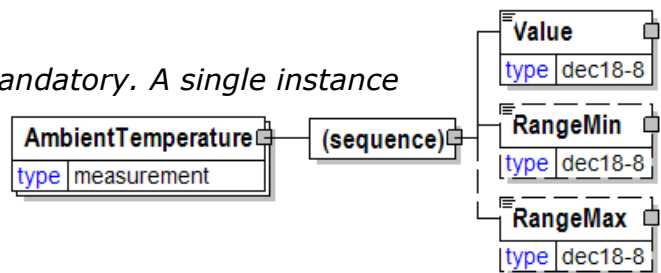 andatory. A single instance
AmbientTemperature
type measurement
(sequence)
Value
type dec18-8
RangeMin
type dec18-8
RangeMax
type dec18-8